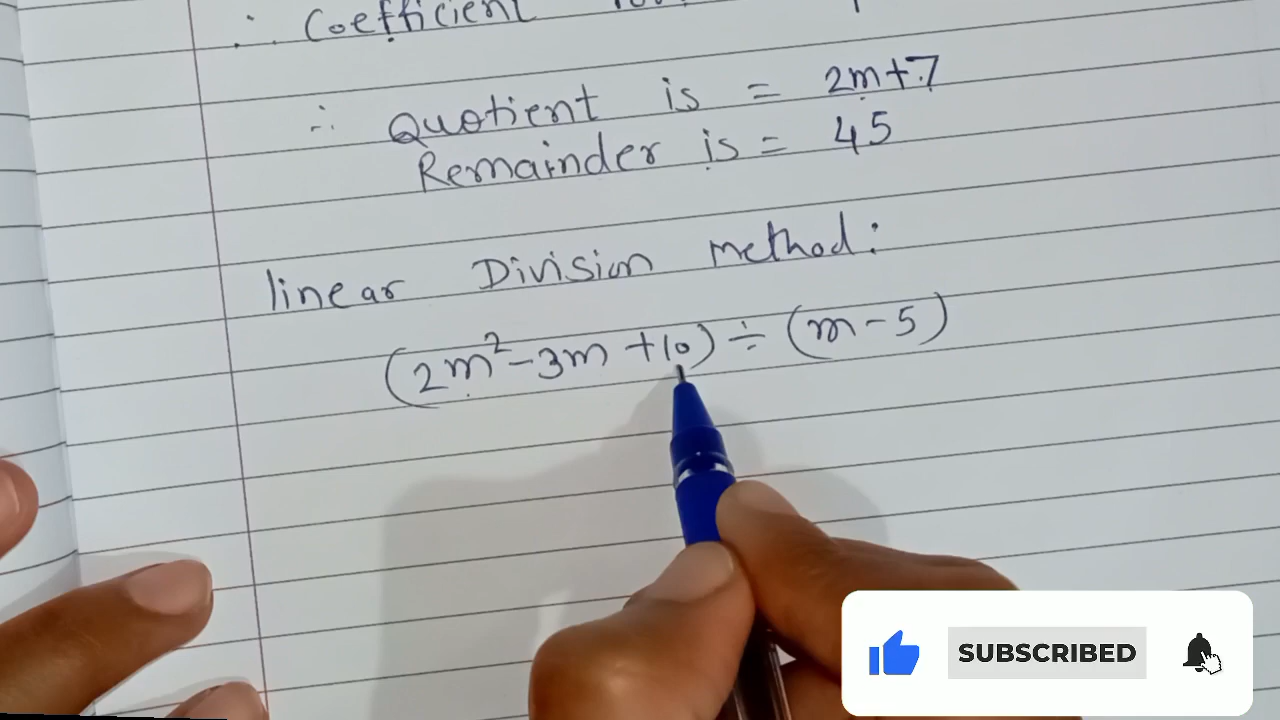 ∴ Coefficient
∴ Quotient is = 2m+7
Remainder is = 45
linear Division method:
(2m²-3m +10) ÷ (m-5)
SUBSCRIBED